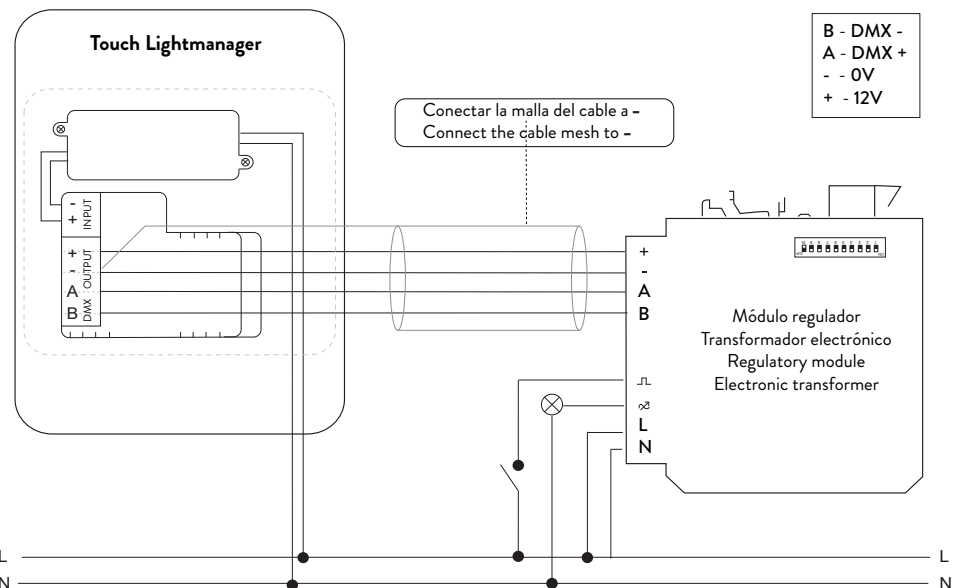 Touch Lightmanager
B - DMX -
A - DMX +
- - 0V
+ - 12V
Conectar la malla del cable a -
Connect the cable mesh to -
-
+
INPUT
+
-
OUTPUT
A
B
DMX
+
-
A
B
Módulo regulador
Transformador electrónico
Regulatory module
Electronic transformer
L
N
L
L
N
N